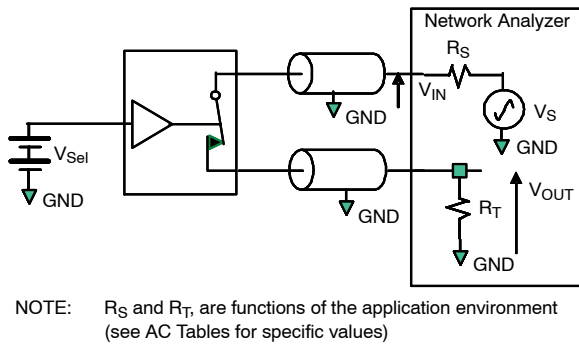 Network Analyzer
RS
VIN
GND
VS
GND
VSel
GND
GND
RT
VOUT
GND
NOTE: RS and RT, are functions of the application environment
(see AC Tables for specific values)